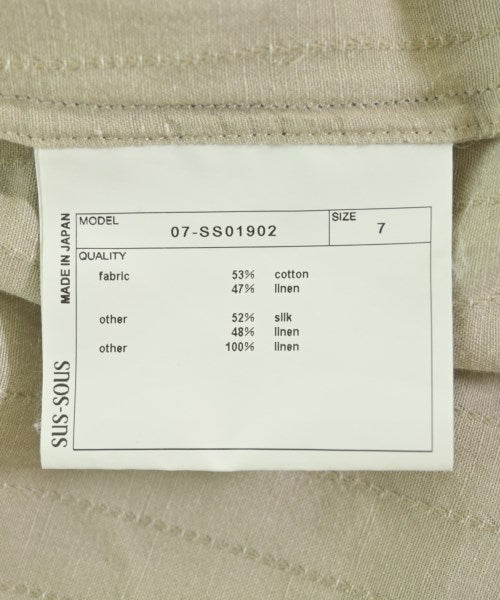 MODEL 07-SS01902 SIZE 7
QUALITY
fabric 53% cotton
47% linen
other 52% silk
48% linen
other 100% linen
MADE IN JAPAN
SUS-SOUS